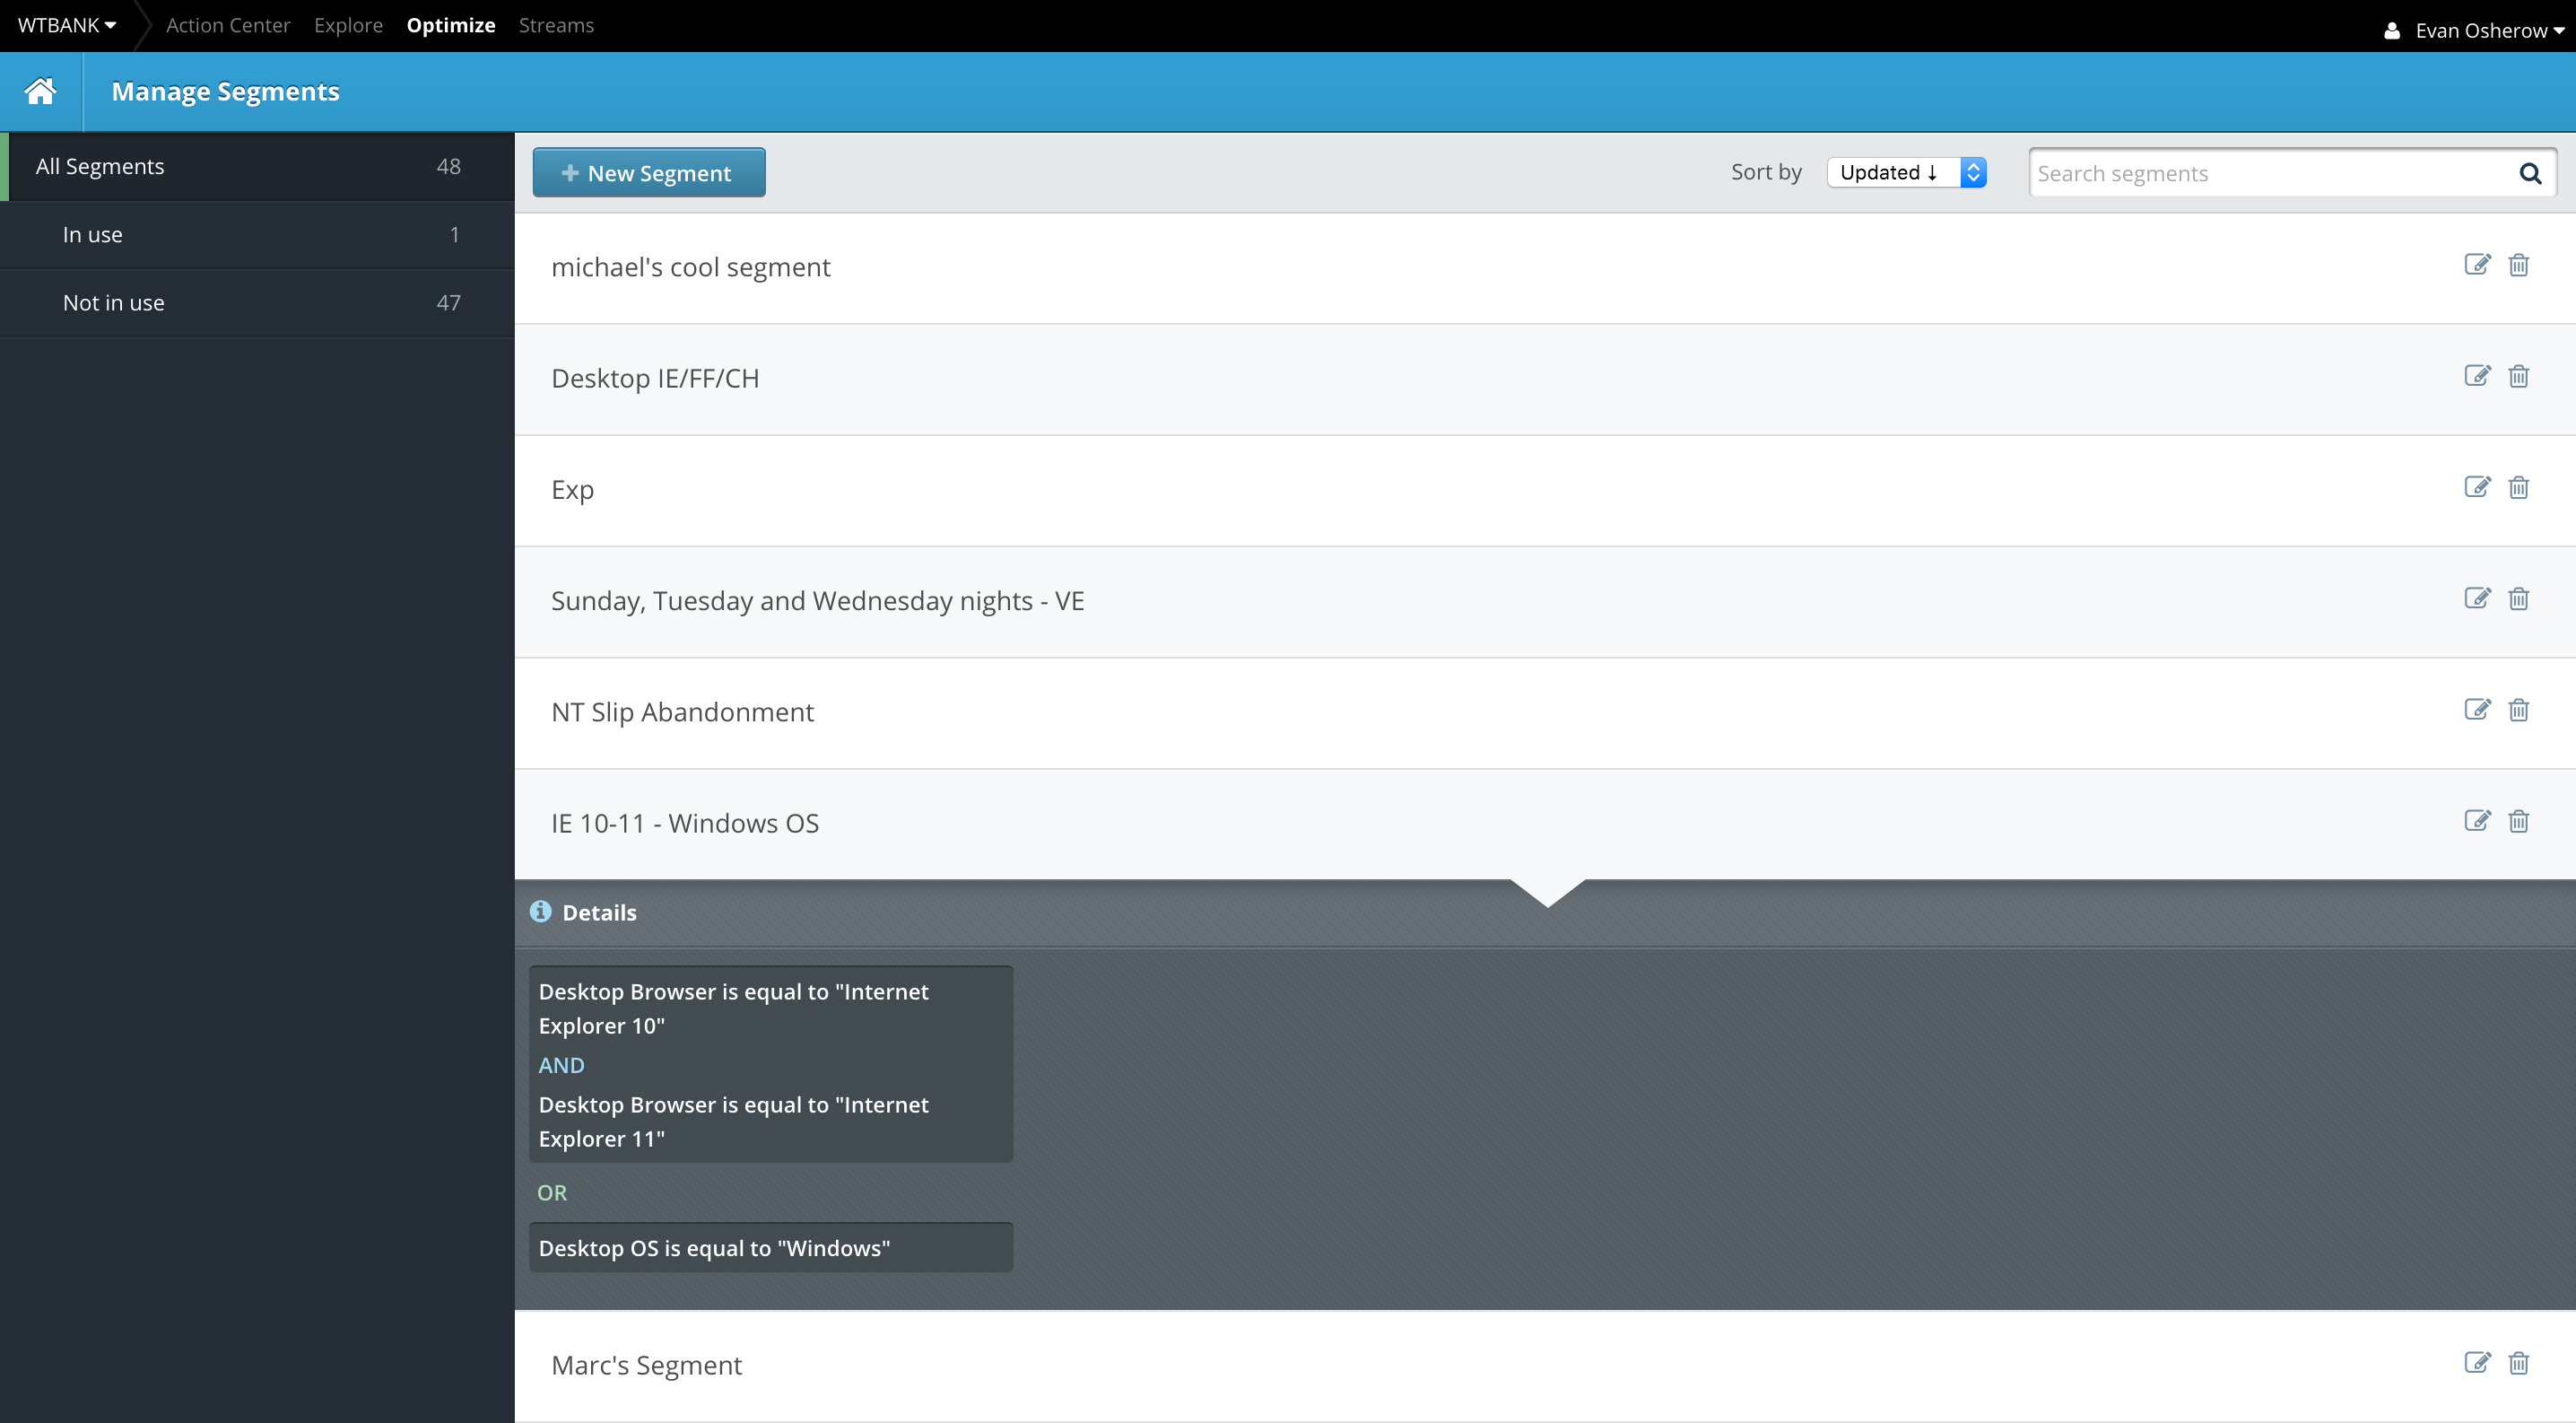 WTBANK Action Center Explore Optimize Streams Evan Osherow
Manage Segments
All Segments 48
In use 1
Not in use 47
+ New Segment Sort by Updated ↓ Search segments
michael's cool segment
Desktop IE/FF/CH
Exp
Sunday, Tuesday and Wednesday nights - VE
NT Slip Abandonment
IE 10-11 - Windows OS
Details
Desktop Browser is equal to "Internet
Explorer 10"
AND
Desktop Browser is equal to "Internet
Explorer 11"
OR
Desktop OS is equal to "Windows"
Marc's Segment